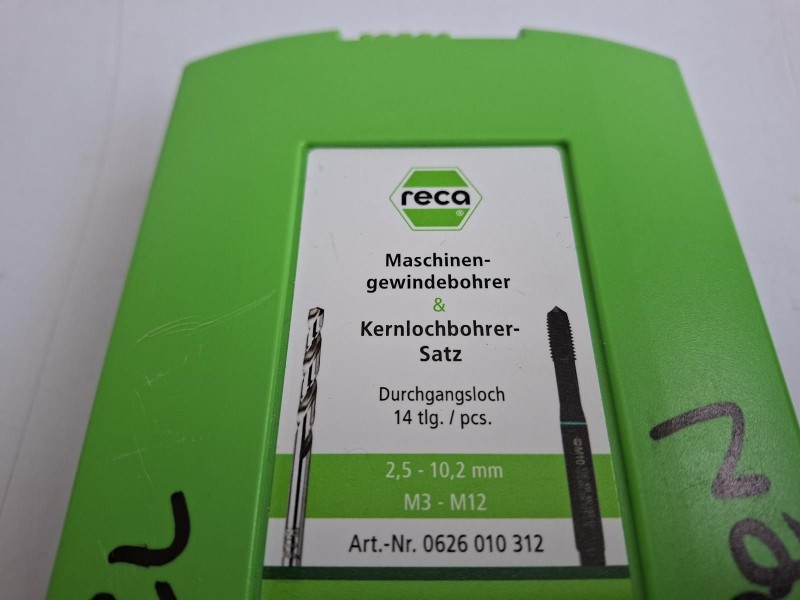 reca
®
Maschinen-
gewindebohrer
&
Kernlochbohrer-
Satz
Durchgangsloch
14 tlg. / pcs.
2,5 - 10,2 mm
M3 - M12
Art.-Nr. 0626 010 312
M10